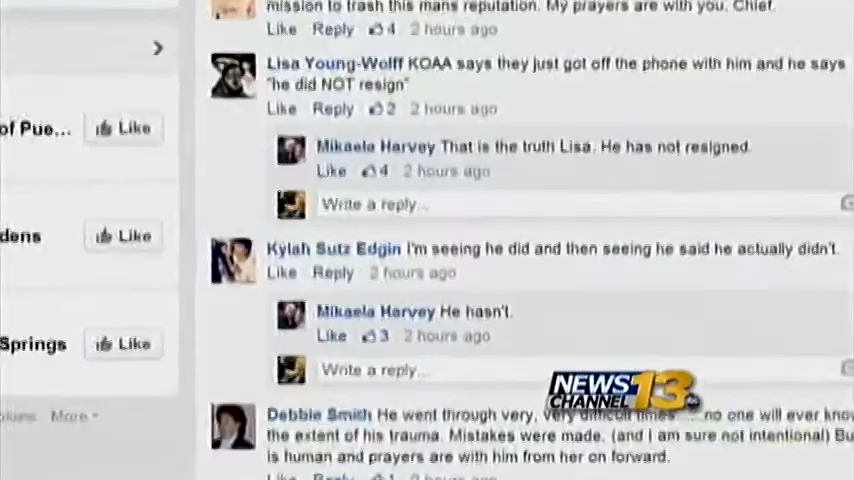 mission to trash this mans reputation. My prayers are with you, Chief.
Like Reply 4 2 hours ago
Lisa Young-Wolff KOAA says they just got off the phone with him and he says
"he did NOT resign"
Like Reply 2 2 hours ago
of Pue... Like
Mikaela Harvey That is the truth Lisa. He has not resigned.
Like 4 2 hours ago
Write a reply...
dens Like
Kylah Sutz Edgin I'm seeing he did and then seeing he said he actually didn't.
Like Reply 2 hours ago
Mikaela Harvey He hasn't.
Like 3 2 hours ago
Springs Like
Write a reply...
NEWS 13
CHANNEL
More
Debbie Smith He went through very, very difficult times.... no one will ever know
the extent of his trauma. Mistakes were made, (and I am sure not intentional) Bu
is human and prayers are with him from her on forward.
Like Reply 1 2 hours ago